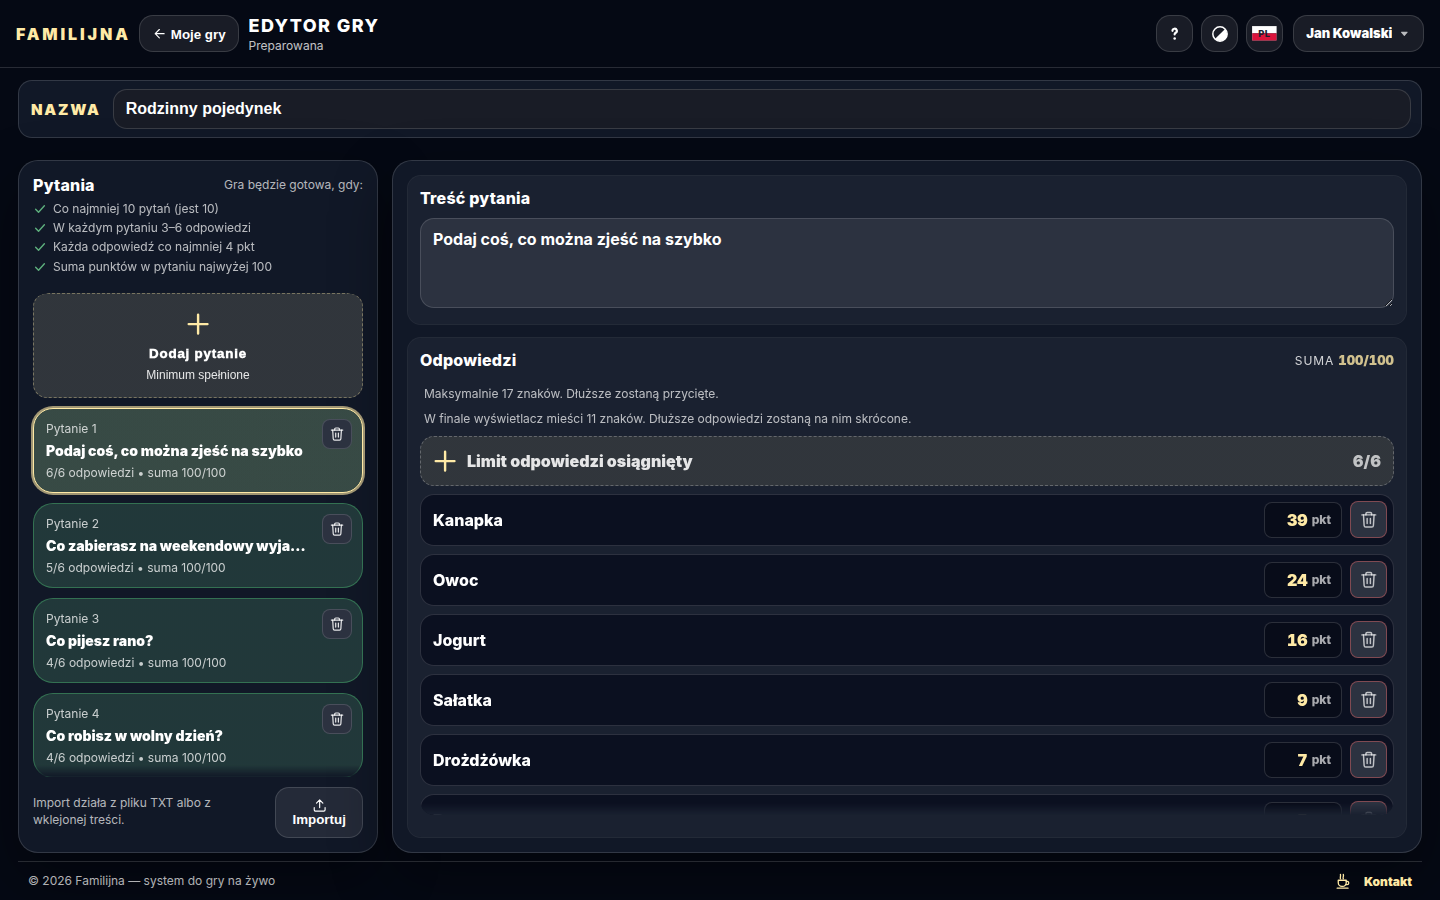 FAMILIJNA
← Moje gry
EDYTOR GRY
Preparowana
?
PL
Jan Kowalski
NAZWA
Rodzinny pojedynek
Pytania
Gra będzie gotowa, gdy:
Co najmniej 10 pytań (jest 10)
W każdym pytaniu 3–6 odpowiedzi
Każda odpowiedź co najmniej 4 pkt
Suma punktów w pytaniu najwyżej 100
Dodaj pytanie
Minimum spełnione
Pytanie 1
Podaj coś, co można zjeść na szybko
6/6 odpowiedzi • suma 100/100
Pytanie 2
Co zabierasz na weekendowy wyja...
5/6 odpowiedzi • suma 100/100
Pytanie 3
Co pijesz rano?
4/6 odpowiedzi • suma 100/100
Pytanie 4
Co robisz w wolny dzień?
4/6 odpowiedzi • suma 100/100
Import działa z pliku TXT albo z
wklejonej treści.
Importuj
Treść pytania
Podaj coś, co można zjeść na szybko
Odpowiedzi
SUMA 100/100
Maksymalnie 17 znaków. Dłuższe zostaną przycięte.
W finale wyświetlacz mieści 11 znaków. Dłuższe odpowiedzi zostaną na nim skrócone.
Limit odpowiedzi osiągnięty 6/6
Kanapka 39 pkt
Owoc 24 pkt
Jogurt 16 pkt
Sałatka 9 pkt
Drożdżówka 7 pkt
© 2026 Familijna — system do gry na żywo
Kontakt